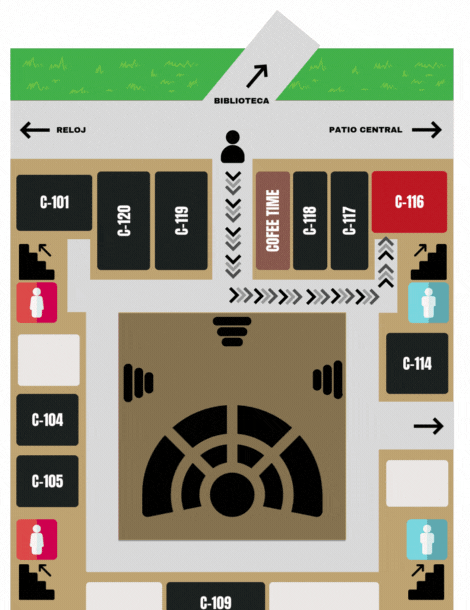 BIBLIOTECA
RELOJ
PATIO CENTRAL
C-101
C-120
C-119
COFEE TIME
C-118
C-117
C-116
C-114
C-104
C-105
C-109